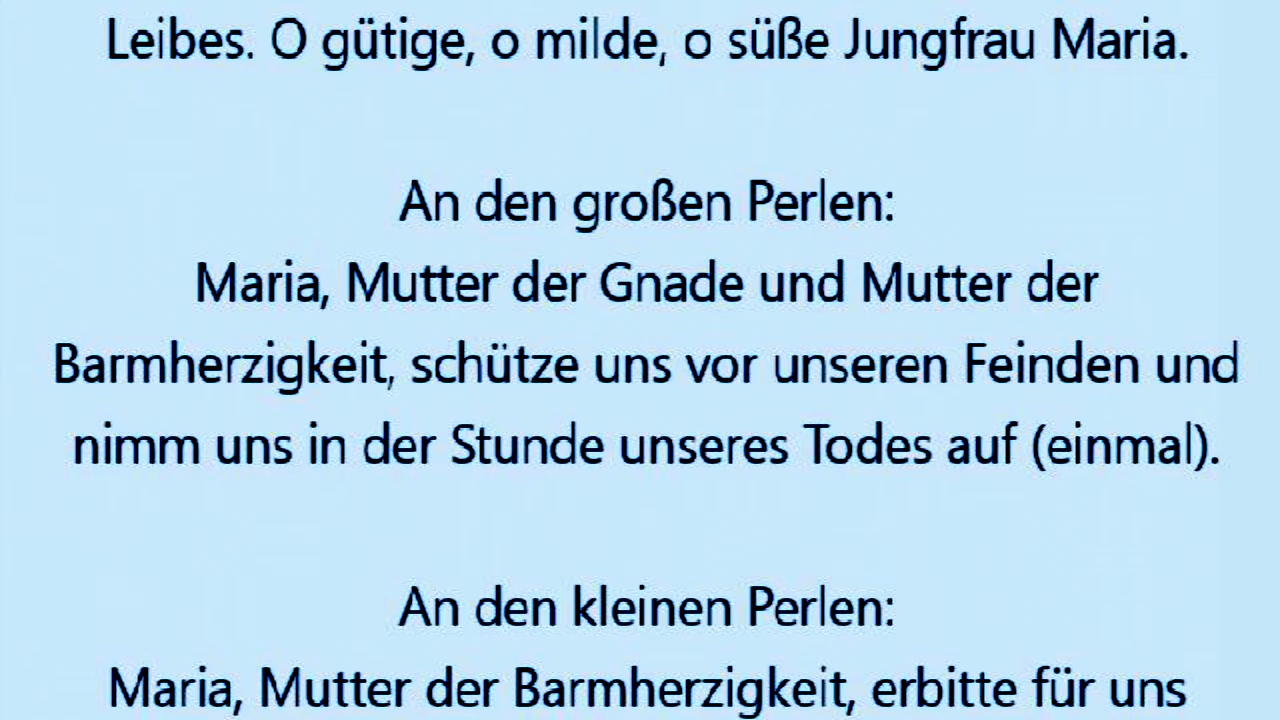 Leibes. O gütige, o milde, o süße Jungfrau Maria.
An den großen Perlen:
Maria, Mutter der Gnade und Mutter der
Barmherzigkeit, schütze uns vor unseren Feinden und
nimm uns in der Stunde unseres Todes auf (einmal).
An den kleinen Perlen:
Maria, Mutter der Barmherzigkeit, erbitte für uns